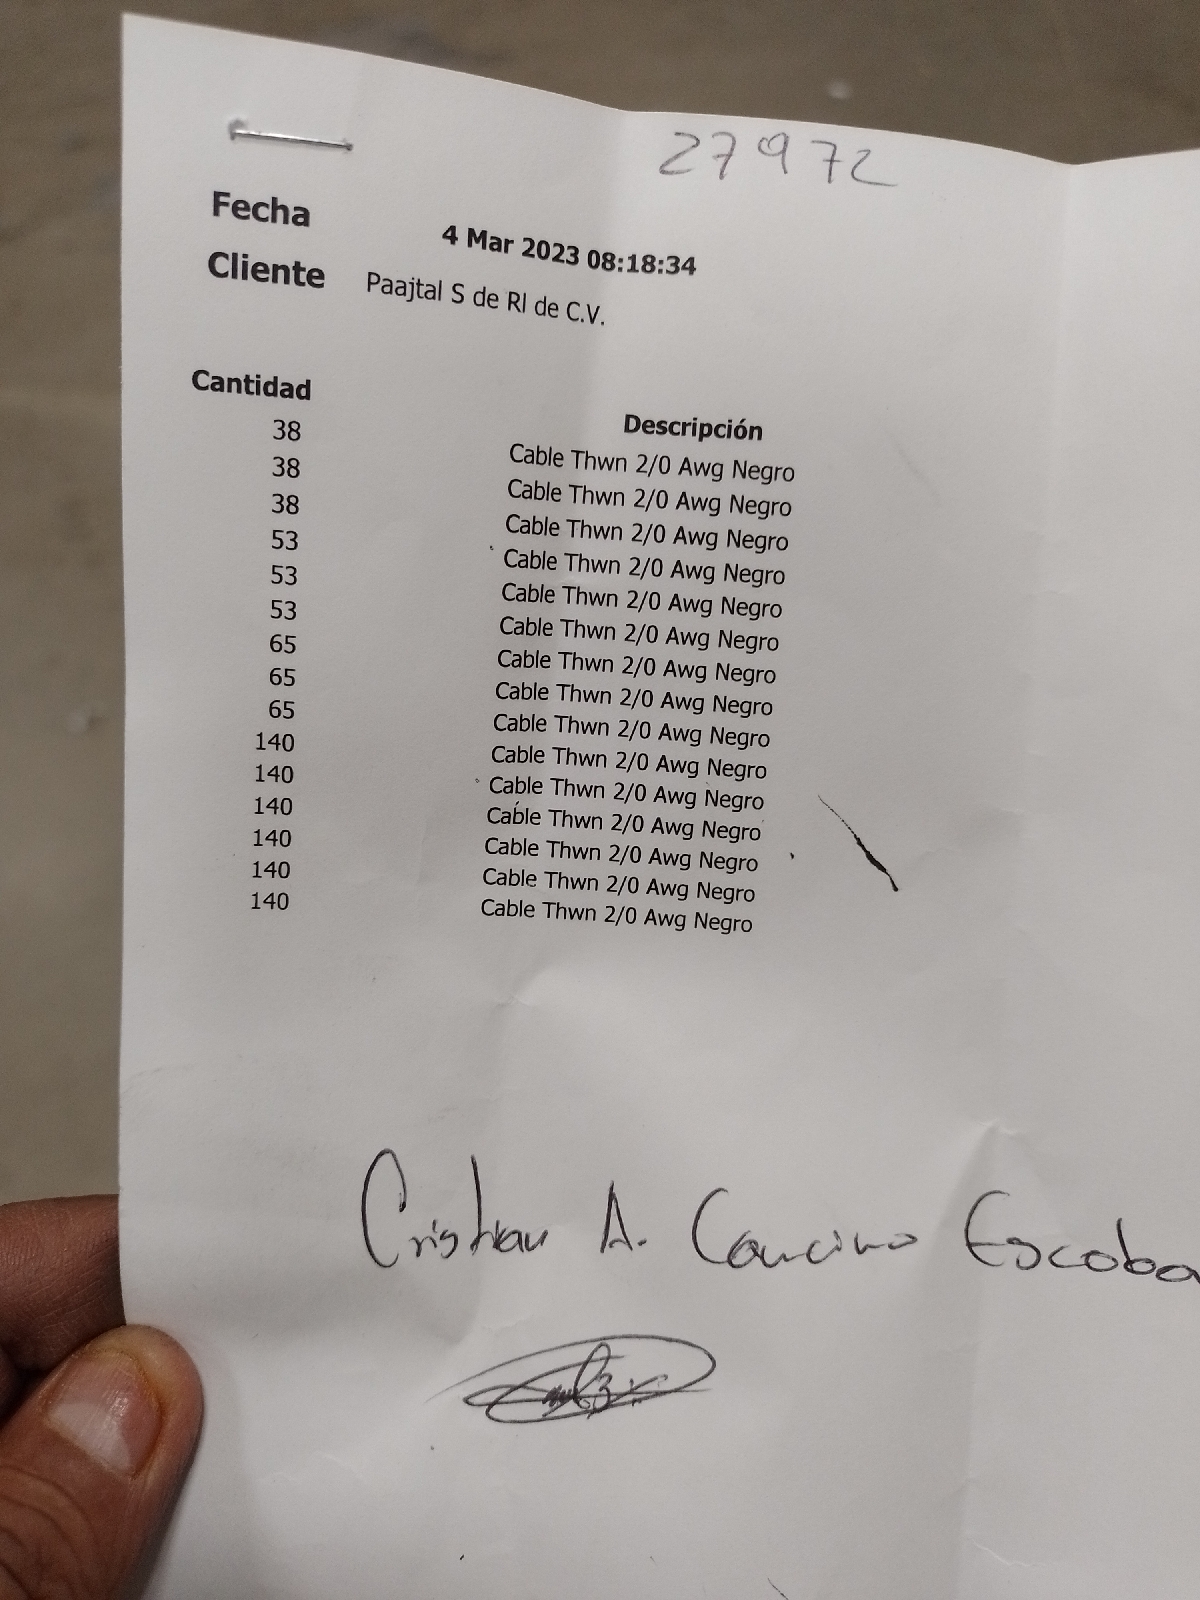 27972
Fecha 4 Mar 2023 08:18:34
Cliente Paajtal S de Rl de C.V.
Cantidad Descripción
38 Cable Thwn 2/0 Awg Negro
38 Cable Thwn 2/0 Awg Negro
38 Cable Thwn 2/0 Awg Negro
53 Cable Thwn 2/0 Awg Negro
53 Cable Thwn 2/0 Awg Negro
53 Cable Thwn 2/0 Awg Negro
65 Cable Thwn 2/0 Awg Negro
65 Cable Thwn 2/0 Awg Negro
65 Cable Thwn 2/0 Awg Negro
140 Cable Thwn 2/0 Awg Negro
140 Cable Thwn 2/0 Awg Negro
140 Cable Thwn 2/0 Awg Negro
140 Cable Thwn 2/0 Awg Negro
140 Cable Thwn 2/0 Awg Negro
140 Cable Thwn 2/0 Awg Negro
Cristian A. Cancino Escoba